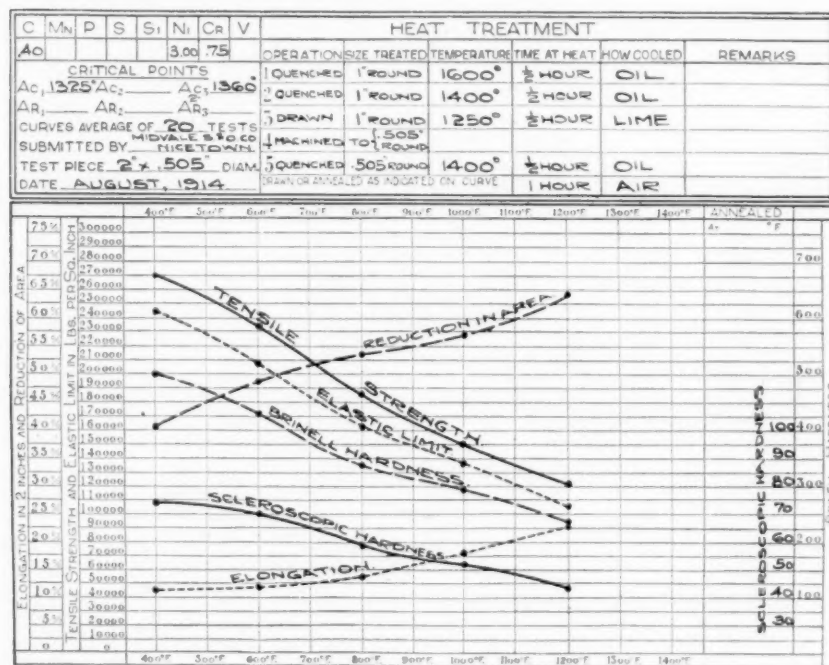 C MN P S SI NI CR V
.40 3.00 .75
CRITICAL POINTS
AC1 1325° AC2 AC3 1360°
AR1 AR2 AR3
CURVES AVERAGE OF 20 TESTS
SUBMITTED BY MIDVALE S & O CO NICETOWN
TEST PIECE 2" x .505" DIAM.
DATE AUGUST, 1914
HEAT TREATMENT
OPERATION SIZE TREATED TEMPERATURE TIME AT HEAT HOW COOLED REMARKS
1 QUENCHED 1" ROUND 1600° ½ HOUR OIL
2 QUENCHED 1" ROUND 1400° ½ HOUR OIL
3 DRAWN 1" ROUND 1250° ½ HOUR LIME
4 MACHINED TO {.505" ROUND
5 QUENCHED .505 ROUND 1400° ½ HOUR OIL
DRAWN OR ANNEALED AS INDICATED ON CURVE 1 HOUR AIR
400°F 500°F 600°F 700°F 800°F 900°F 1000°F 1100°F 1200°F 1300°F 1400°F ANNEALED
AT °F
ELONGATION IN 2 INCHES AND REDUCTION OF AREA
75%
70%
65%
60%
55%
50%
45%
40%
35%
30%
25%
20%
15%
10%
5%
0
TENSILE STRENGTH AND ELASTIC LIMIT IN LBS. PER SQ. INCH
300000
290000
280000
270000
260000
250000
240000
230000
220000
210000
200000
190000
180000
170000
160000
150000
140000
130000
120000
110000
100000
90000
80000
70000
60000
50000
40000
30000
20000
10000
0
TENSILE STRENGTH
REDUCTION IN AREA
ELASTIC LIMIT
BRINELL HARDNESS
SCLEROSCOPIC HARDNESS
ELONGATION
SCLEROSCOPIC HARDNESS
100
90
80
70
60
50
40
30
700
600
500
400
300
200
100
400°F 500°F 600°F 700°F 800°F 900°F 1000°F 1100°F 1200°F 1300°F 1400°F